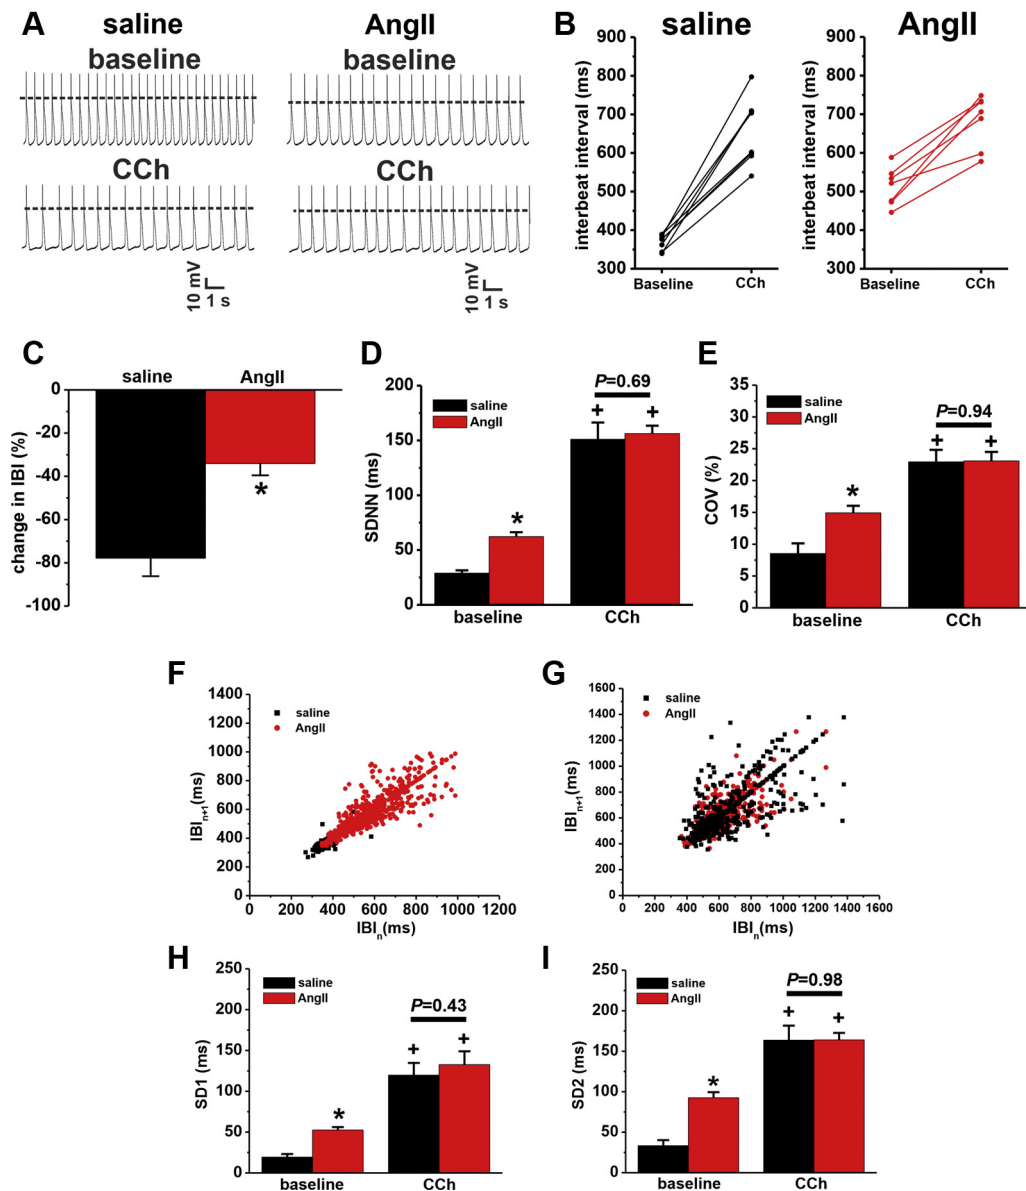 A
saline
AngII
baseline
baseline
CCh
CCh
10 mV
1 s
10 mV
1 s
B
saline
AngII
interbeat interval (ms)
900
800
700
600
500
400
300
Baseline
CCh
interbeat interval (ms)
900
800
700
600
500
400
300
Baseline
CCh
C
saline
AngII
change in IBI (%)
0
-20
-40
-60
-80
-100
*
D
SDNN (ms)
200
150
100
50
0
saline
AngII
P=0.69
*
+
+
baseline
CCh
E
COV (%)
35
30
25
20
15
10
5
0
saline
AngII
P=0.94
*
+
+
baseline
CCh
F
IBIn+1(ms)
1400
1200
1000
800
600
400
200
0
saline
AngII
0 200 400 600 800 1000 1200
IBIn(ms)
G
IBIn+1(ms)
1600
1400
1200
1000
800
600
400
200
0
saline
AngII
0 200 400 600 800 1000 1200 1400 1600
IBIn(ms)
H
SD1 (ms)
250
200
150
100
50
0
saline
AngII
P=0.43
*
+
+
baseline
CCh
I
SD2 (ms)
250
200
150
100
50
0
saline
AngII
P=0.98
*
+
+
baseline
CCh